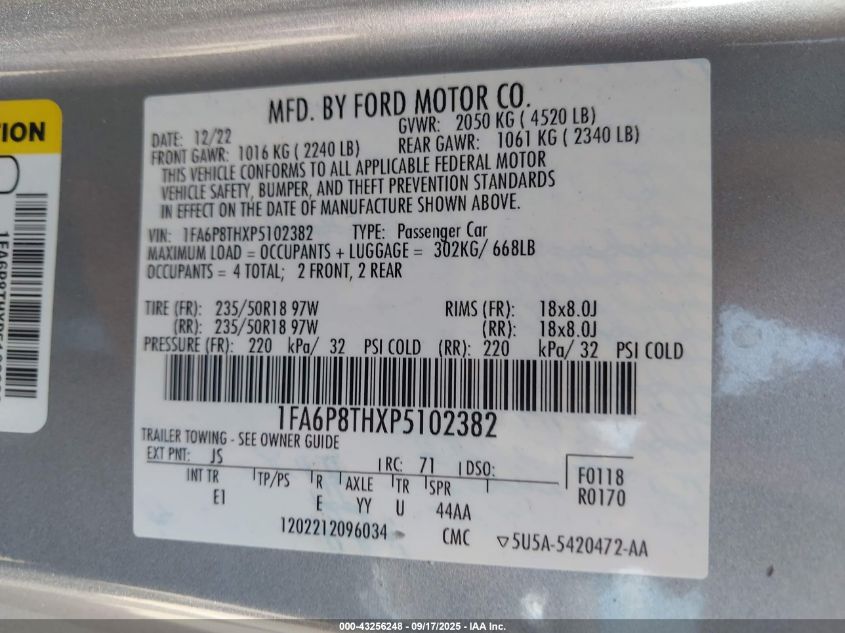 TION
MFD. BY FORD MOTOR CO.
DATE: 12/22 GVWR: 2050 KG ( 4520 LB)
FRONT GAWR: 1016 KG ( 2240 LB) REAR GAWR: 1061 KG ( 2340 LB)
THIS VEHICLE CONFORMS TO ALL APPLICABLE FEDERAL MOTOR
VEHICLE SAFETY, BUMPER, AND THEFT PREVENTION STANDARDS
IN EFFECT ON THE DATE OF MANUFACTURE SHOWN ABOVE.
VIN: 1FA6P8THXP5102382 TYPE: Passenger Car
MAXIMUM LOAD = OCCUPANTS + LUGGAGE = 302KG/ 668LB
OCCUPANTS = 4 TOTAL; 2 FRONT, 2 REAR
TIRE (FR): 235/50R18 97W RIMS (FR): 18x8.0J
(RR): 235/50R18 97W (RR): 18x8.0J
PRESSURE (FR): 220 kPa/ 32 PSI COLD (RR): 220 kPa/ 32 PSI COLD
1FA6P8THXP5102382
TRAILER TOWING - SEE OWNER GUIDE
EXT PNT: JS RC: 71 DSO:
INT TR TP/PS R AXLE TR SPR
E1 E YY U 44AA
F0118
R0170
1202212096034 CMC 5U5A-5420472-AA
000-43256248 - 09/17/2025 - IAA Inc.